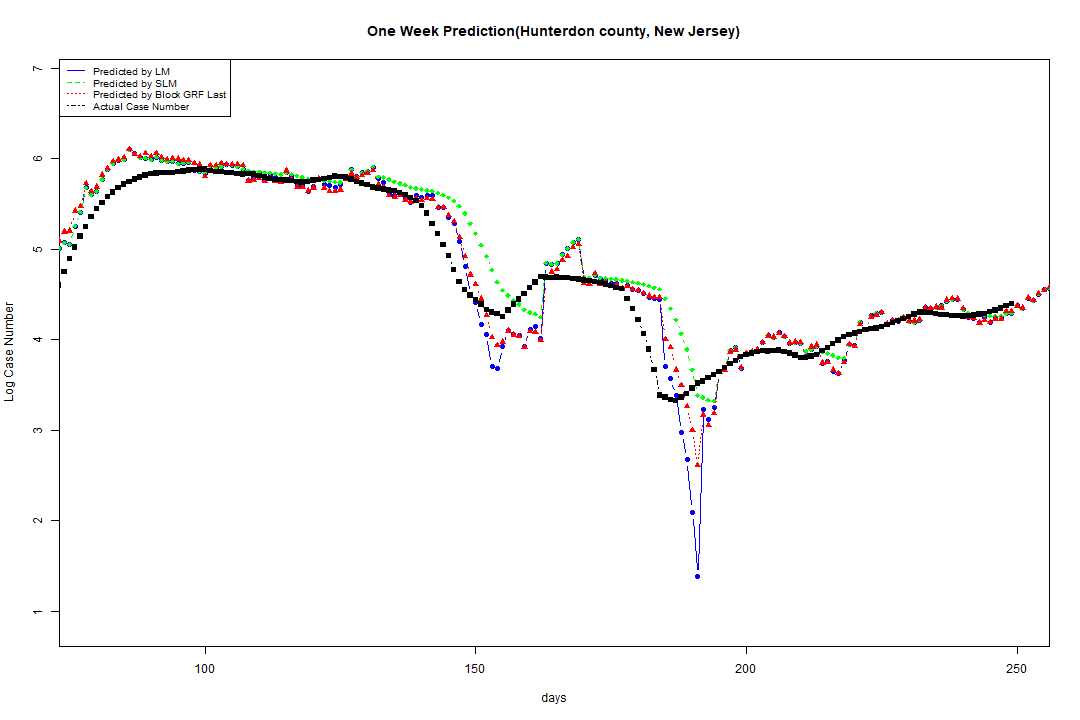 One Week Prediction(Hunterdon county, New Jersey)
Predicted by LM
Predicted by SLM
Predicted by Block GRF Last
Actual Case Number
7
6
5
4
3
2
1
Log Case Number
100 150 200 250
days